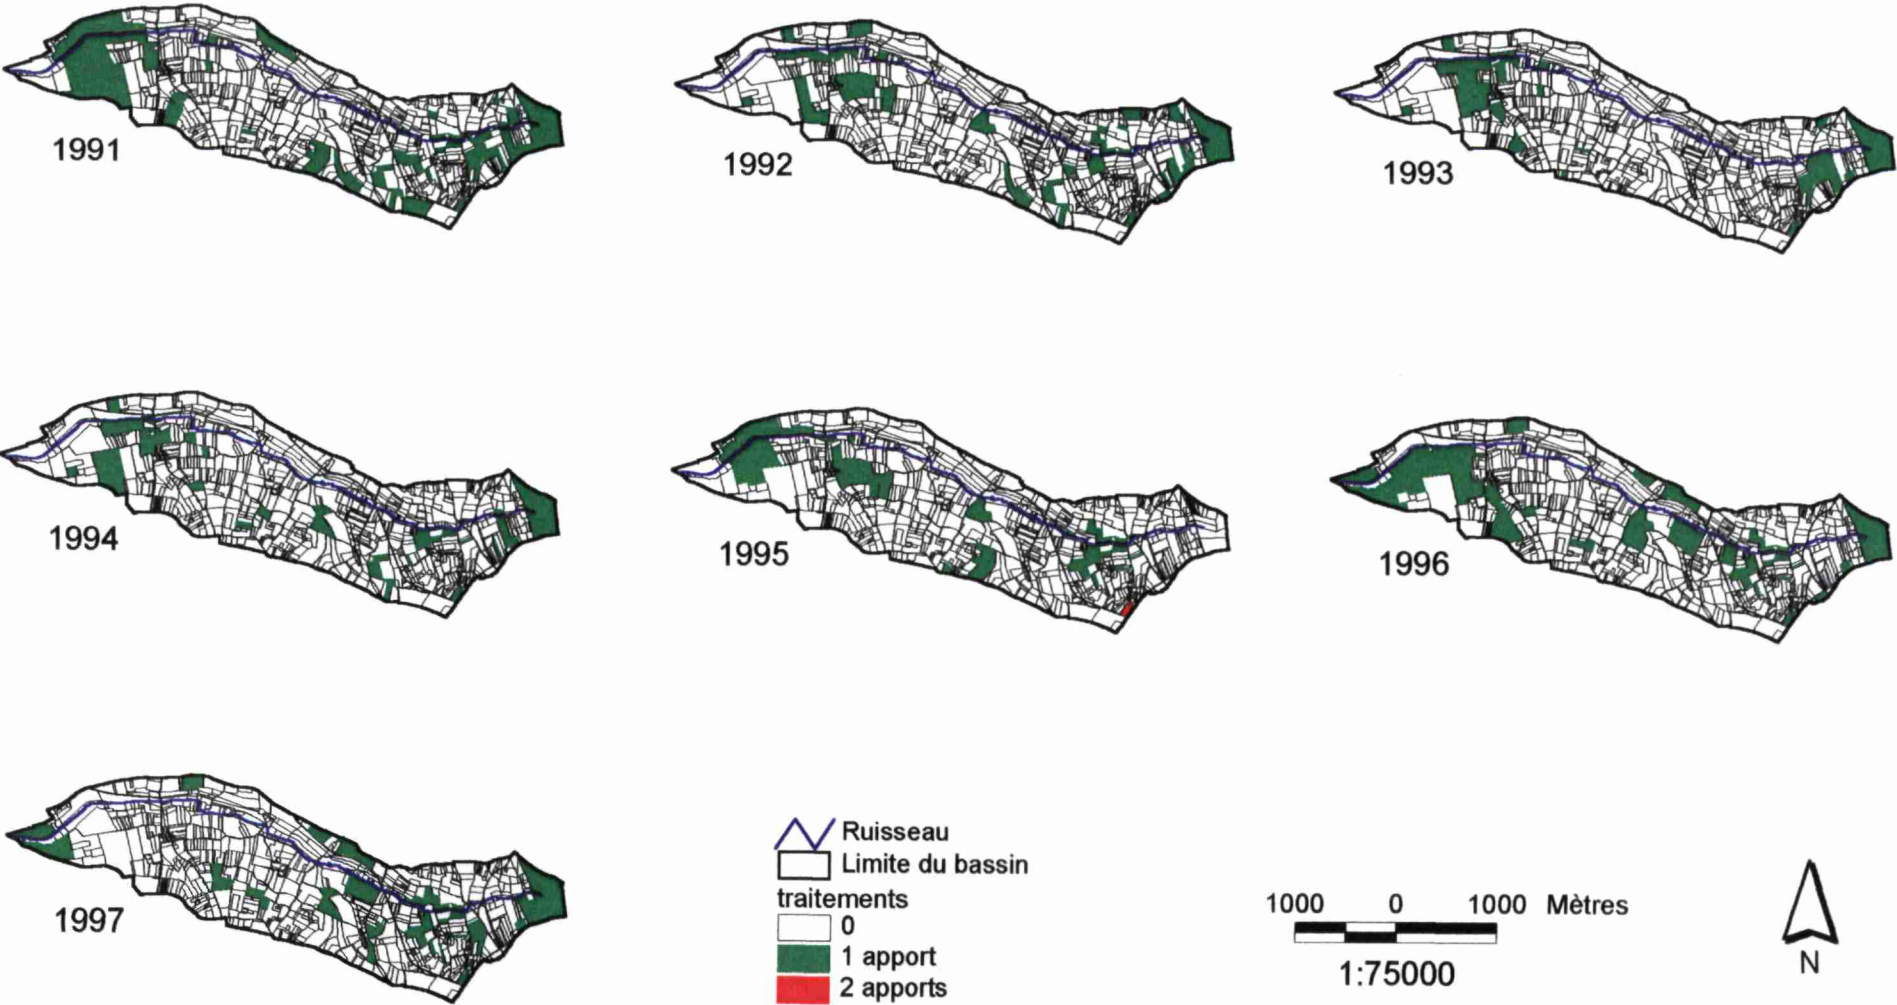 1991
1992
1993
1994
1995
1996
1997
Ruisseau
Limite du bassin
traitements
0
1 apport
2 apports
1000 0 1000 Mètres
1:75000
N